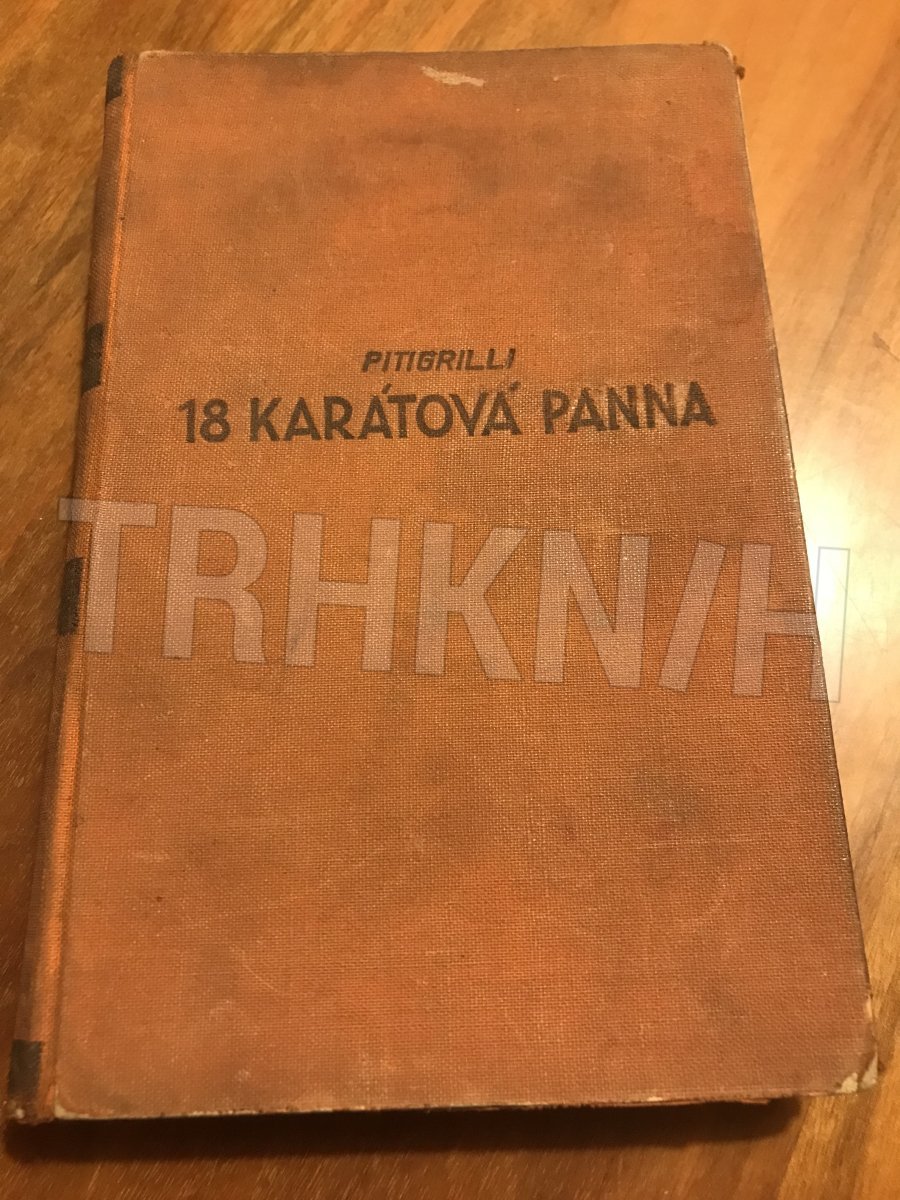 PITIGRILLI
18 KARÁTOVÁ PANNA
TRHKNIH